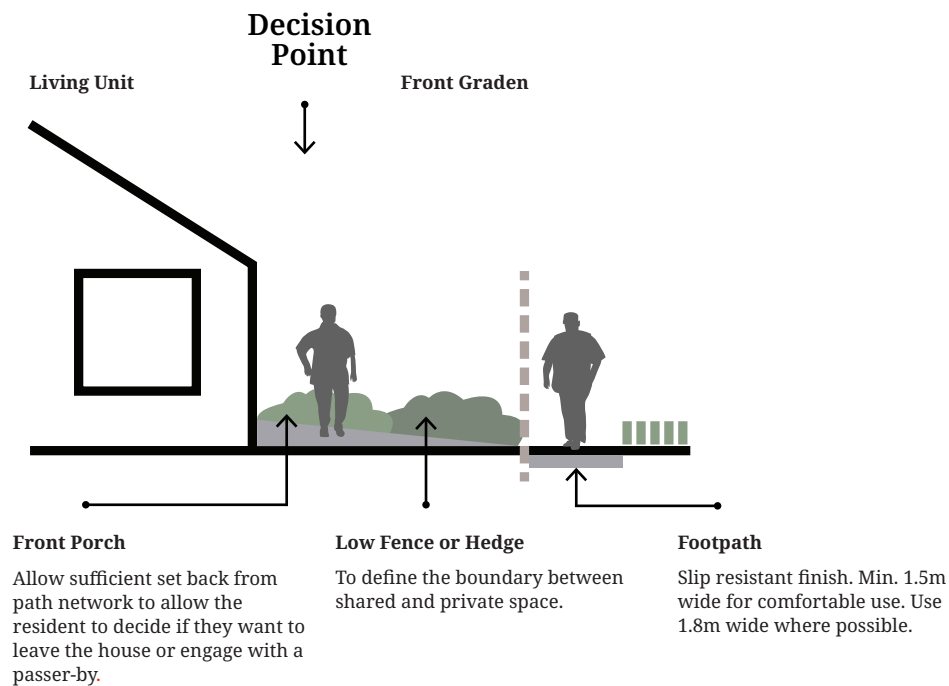 Decision
Point
Living Unit
Front Graden
Front Porch
Allow sufficient set back from
path network to allow the
resident to decide if they want to
leave the house or engage with a
passer-by.
Low Fence or Hedge
To define the boundary between
shared and private space.
Footpath
Slip resistant finish. Min. 1.5m
wide for comfortable use. Use
1.8m wide where possible.